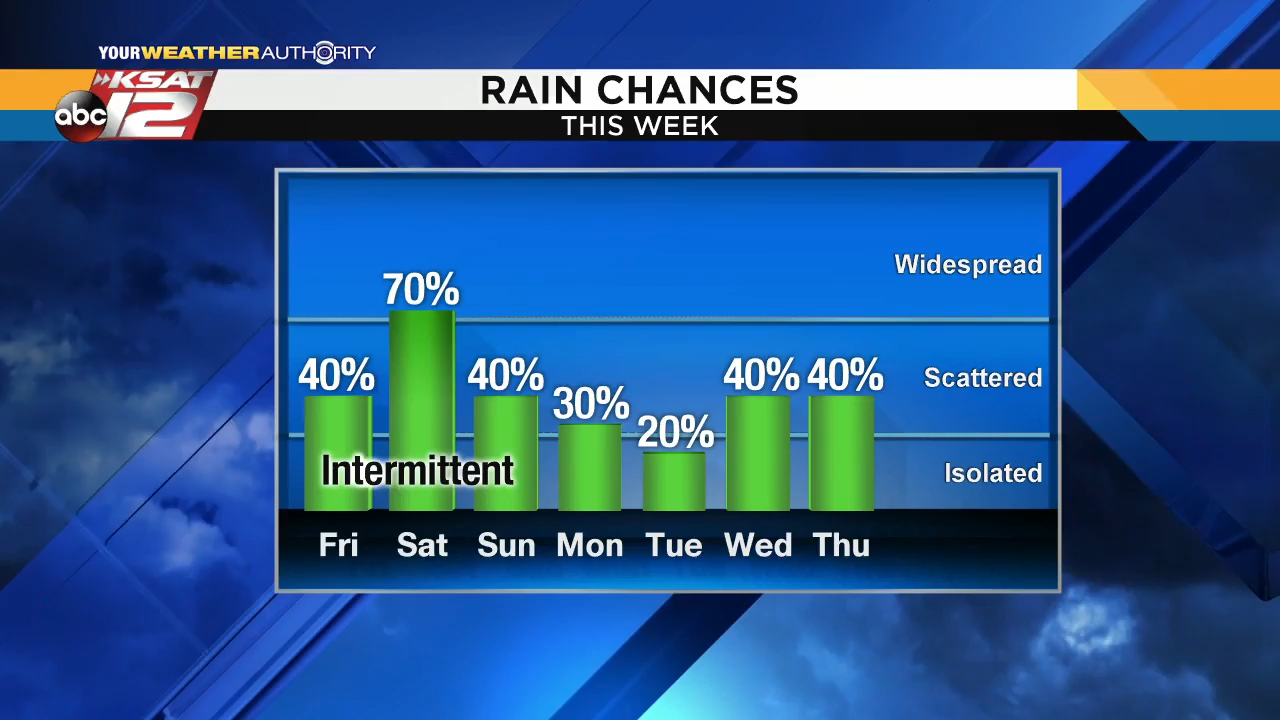 YOUR WEATHER AUTHORITY
KSAT
abc 12
RAIN CHANCES
THIS WEEK
Widespread
Scattered
Isolated
40% 70% 40% 30% 20% 40% 40%
Intermittent
Fri Sat Sun Mon Tue Wed Thu